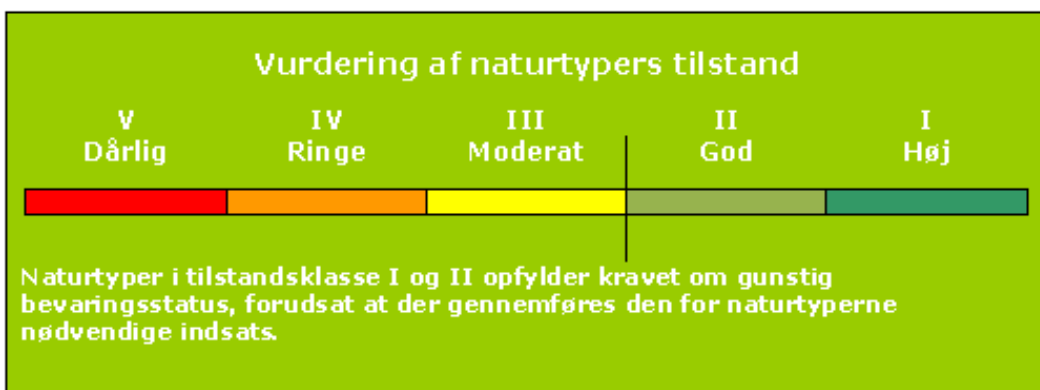 Vurdering af naturtypers tilstand
V IV III II I
Dårlig Ringe Moderat God Høj
Naturtyper i tilstandsklasse I og II opfylder kravet om gunstig
bevaringsstatus, forudsat at der gennemføres den for naturtyperne
nødvendige indsats.